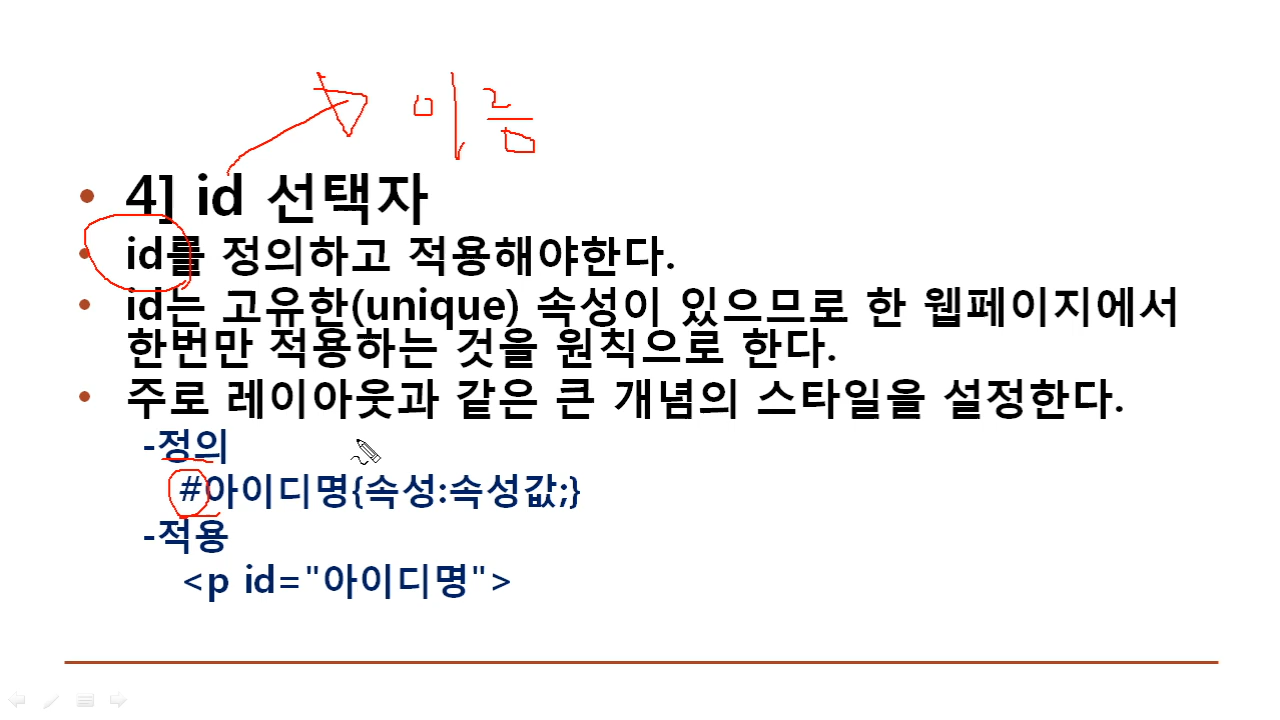 이름
• 4] id 선택자
• id를 정의하고 적용해야한다.
• id는 고유한(unique) 속성이 있으므로 한 웹페이지에서
한번만 적용하는 것을 원칙으로 한다.
• 주로 레이아웃과 같은 큰 개념의 스타일을 설정한다.
-정의
#아이디명{속성:속성값;}
-적용
<p id="아이디명">